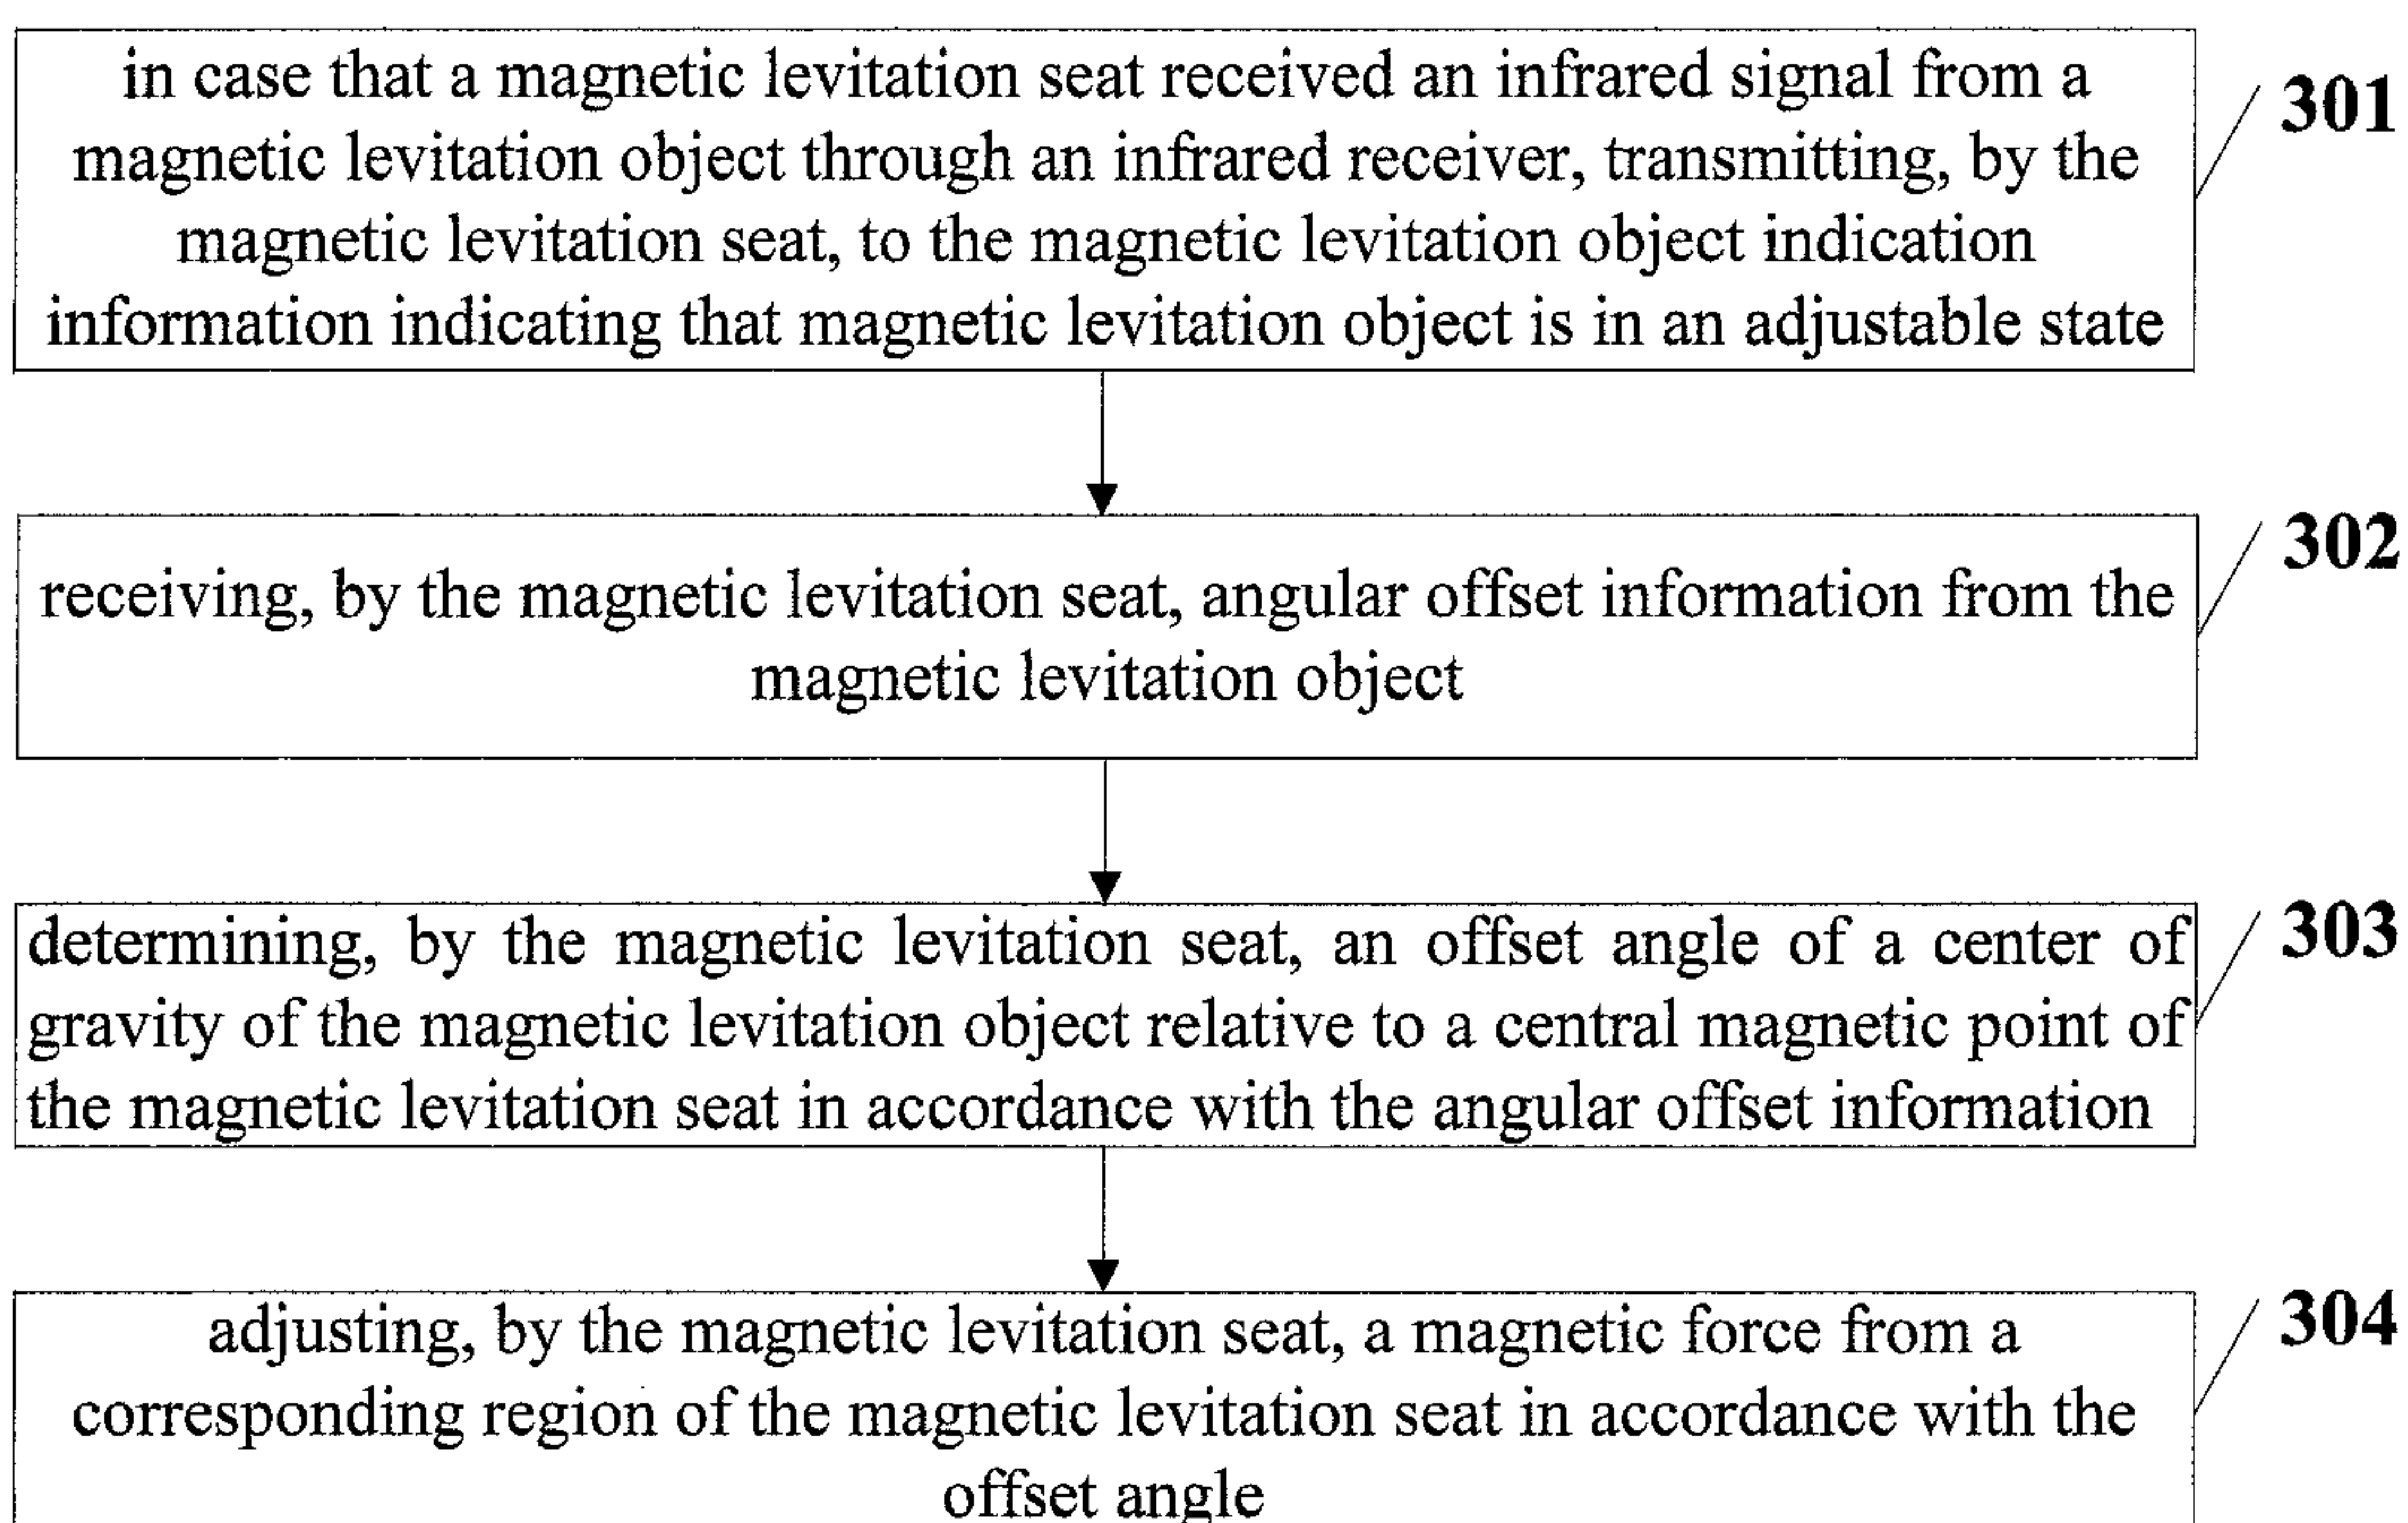 in case that a magnetic levitation seat received an infrared signal from a
magnetic levitation object through an infrared receiver, transmitting, by the
magnetic levitation seat, to the magnetic levitation object indication
information indicating that magnetic levitation object is in an adjustable state
301
receiving, by the magnetic levitation seat, angular offset information from the
magnetic levitation object
302
determining, by the magnetic levitation seat, an offset angle of a center of
gravity of the magnetic levitation object relative to a central magnetic point of
the magnetic levitation seat in accordance with the angular offset information
303
adjusting, by the magnetic levitation seat, a magnetic force from a
corresponding region of the magnetic levitation seat in accordance with the
offset angle
304